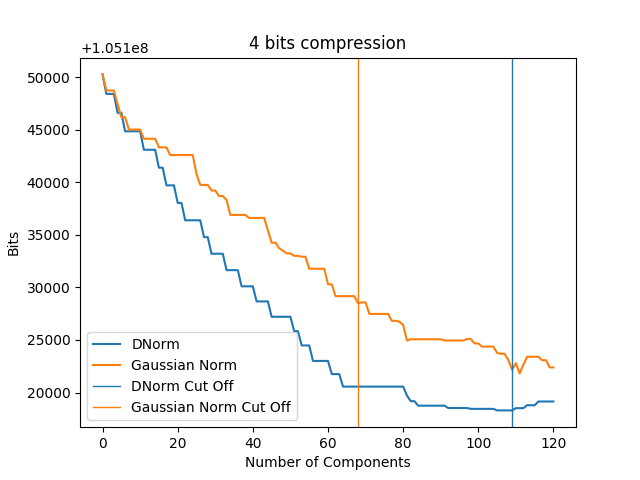 4 bits compression
+1.051e8
50000
45000
40000
35000
30000
25000
20000
Bits
DNorm
Gaussian Norm
DNorm Cut Off
Gaussian Norm Cut Off
0 20 40 60 80 100 120
Number of Components